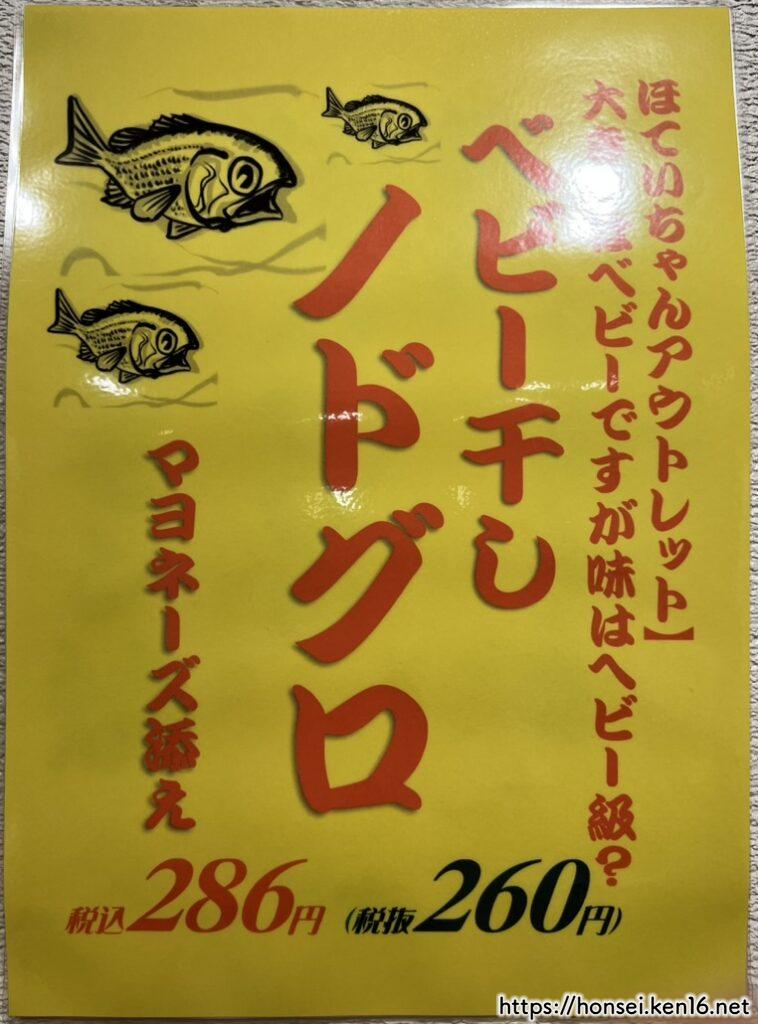 ほていちゃんアウトレット】
大 ベビーですが味はヘビー級?
ベビー干し
ノドグロ
マヨネーズ添え
税込286円
(税抜260円)
https://honsei.ken16.net